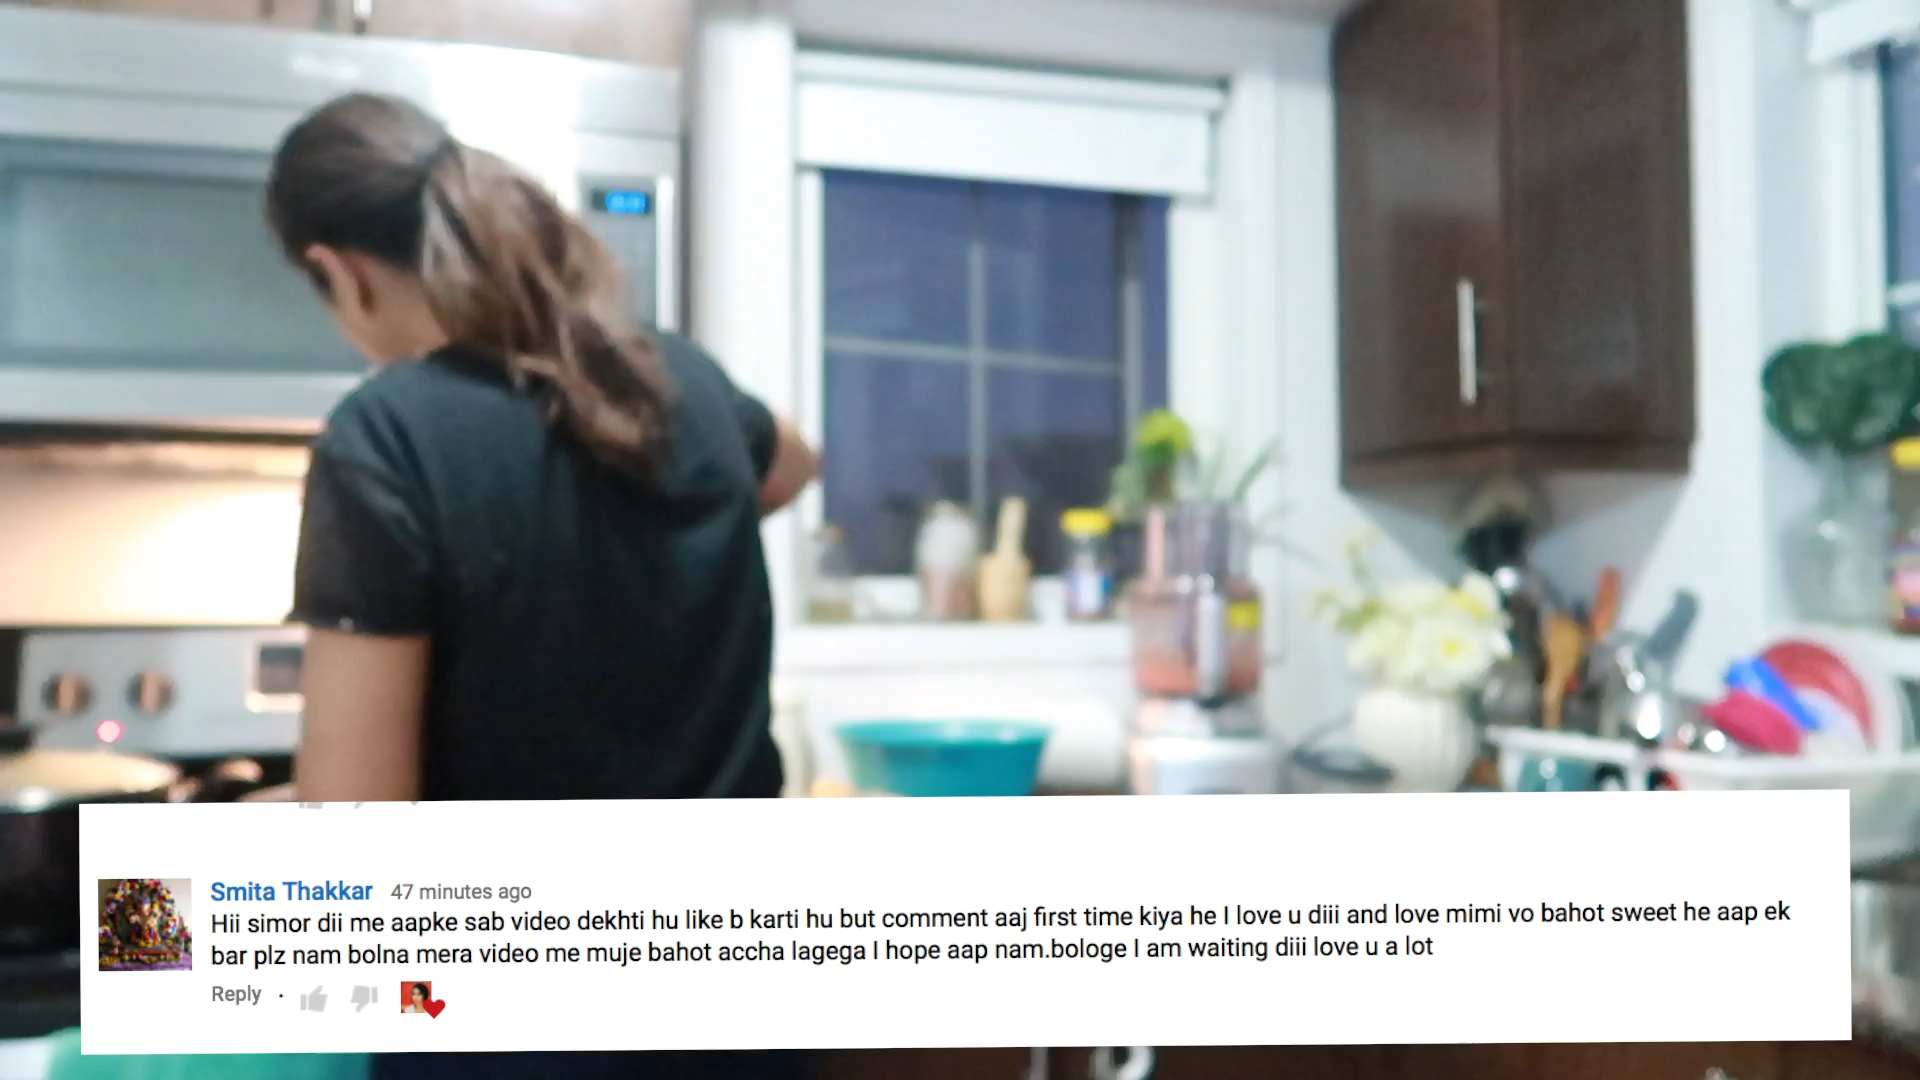 Smita Thakkar 47 minutes ago
Hii simor dii me aapke sab video dekhti hu like b karti hu but comment aaj first time kiya he I love u diii and love mimi vo bahot sweet he aap ek
bar plz nam bolna mera video me muje bahot accha lagega I hope aap nam.bologe I am waiting diii love u a lot
Reply ·